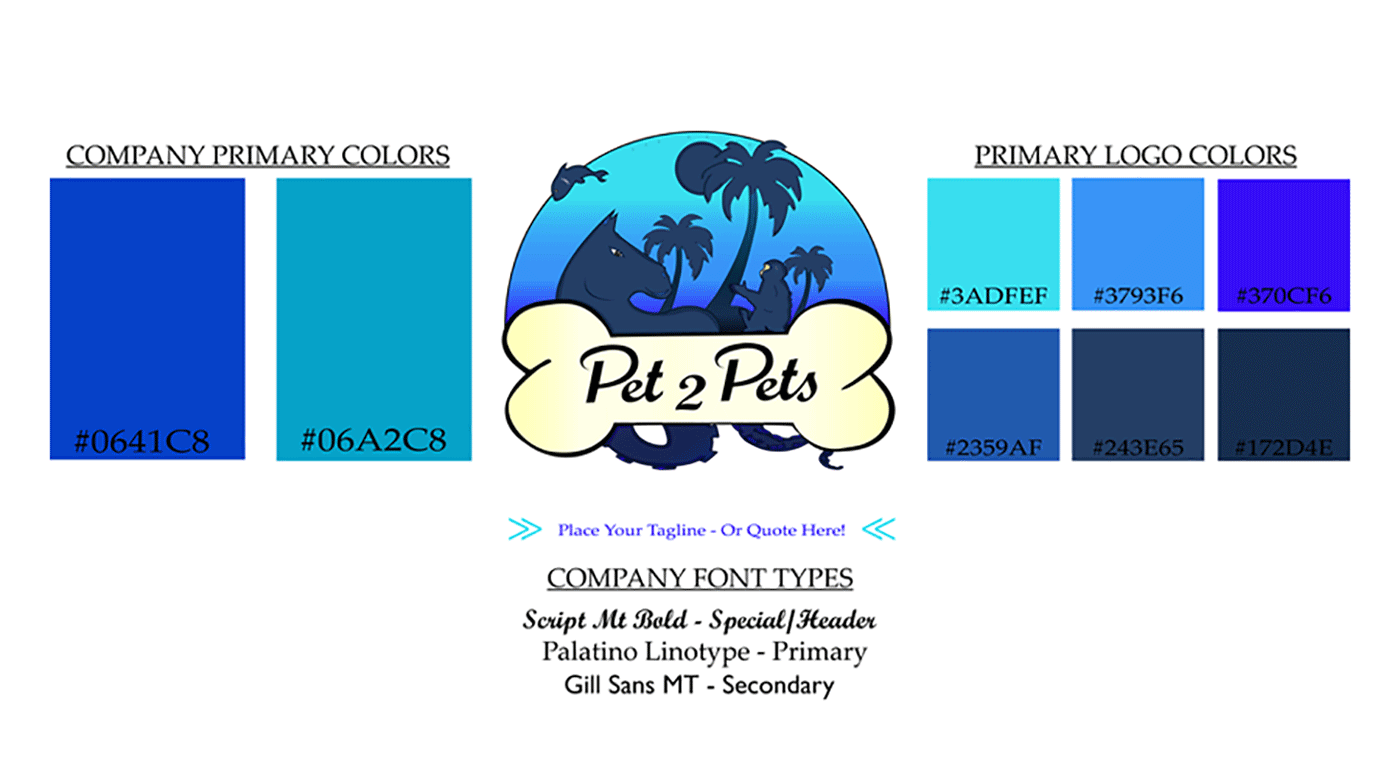 COMPANY PRIMARY COLORS
#0641C8
#06A2C8
Pet 2 Pets
PRIMARY LOGO COLORS
#3ADFEF
#3793F6
#370CF6
#2359AF
#243E65
#172D4E
Place Your Tagline - Or Quote Here!
COMPANY FONT TYPES
Script Mt Bold - Special/Header
Palatino Linotype - Primary
Gill Sans MT - Secondary